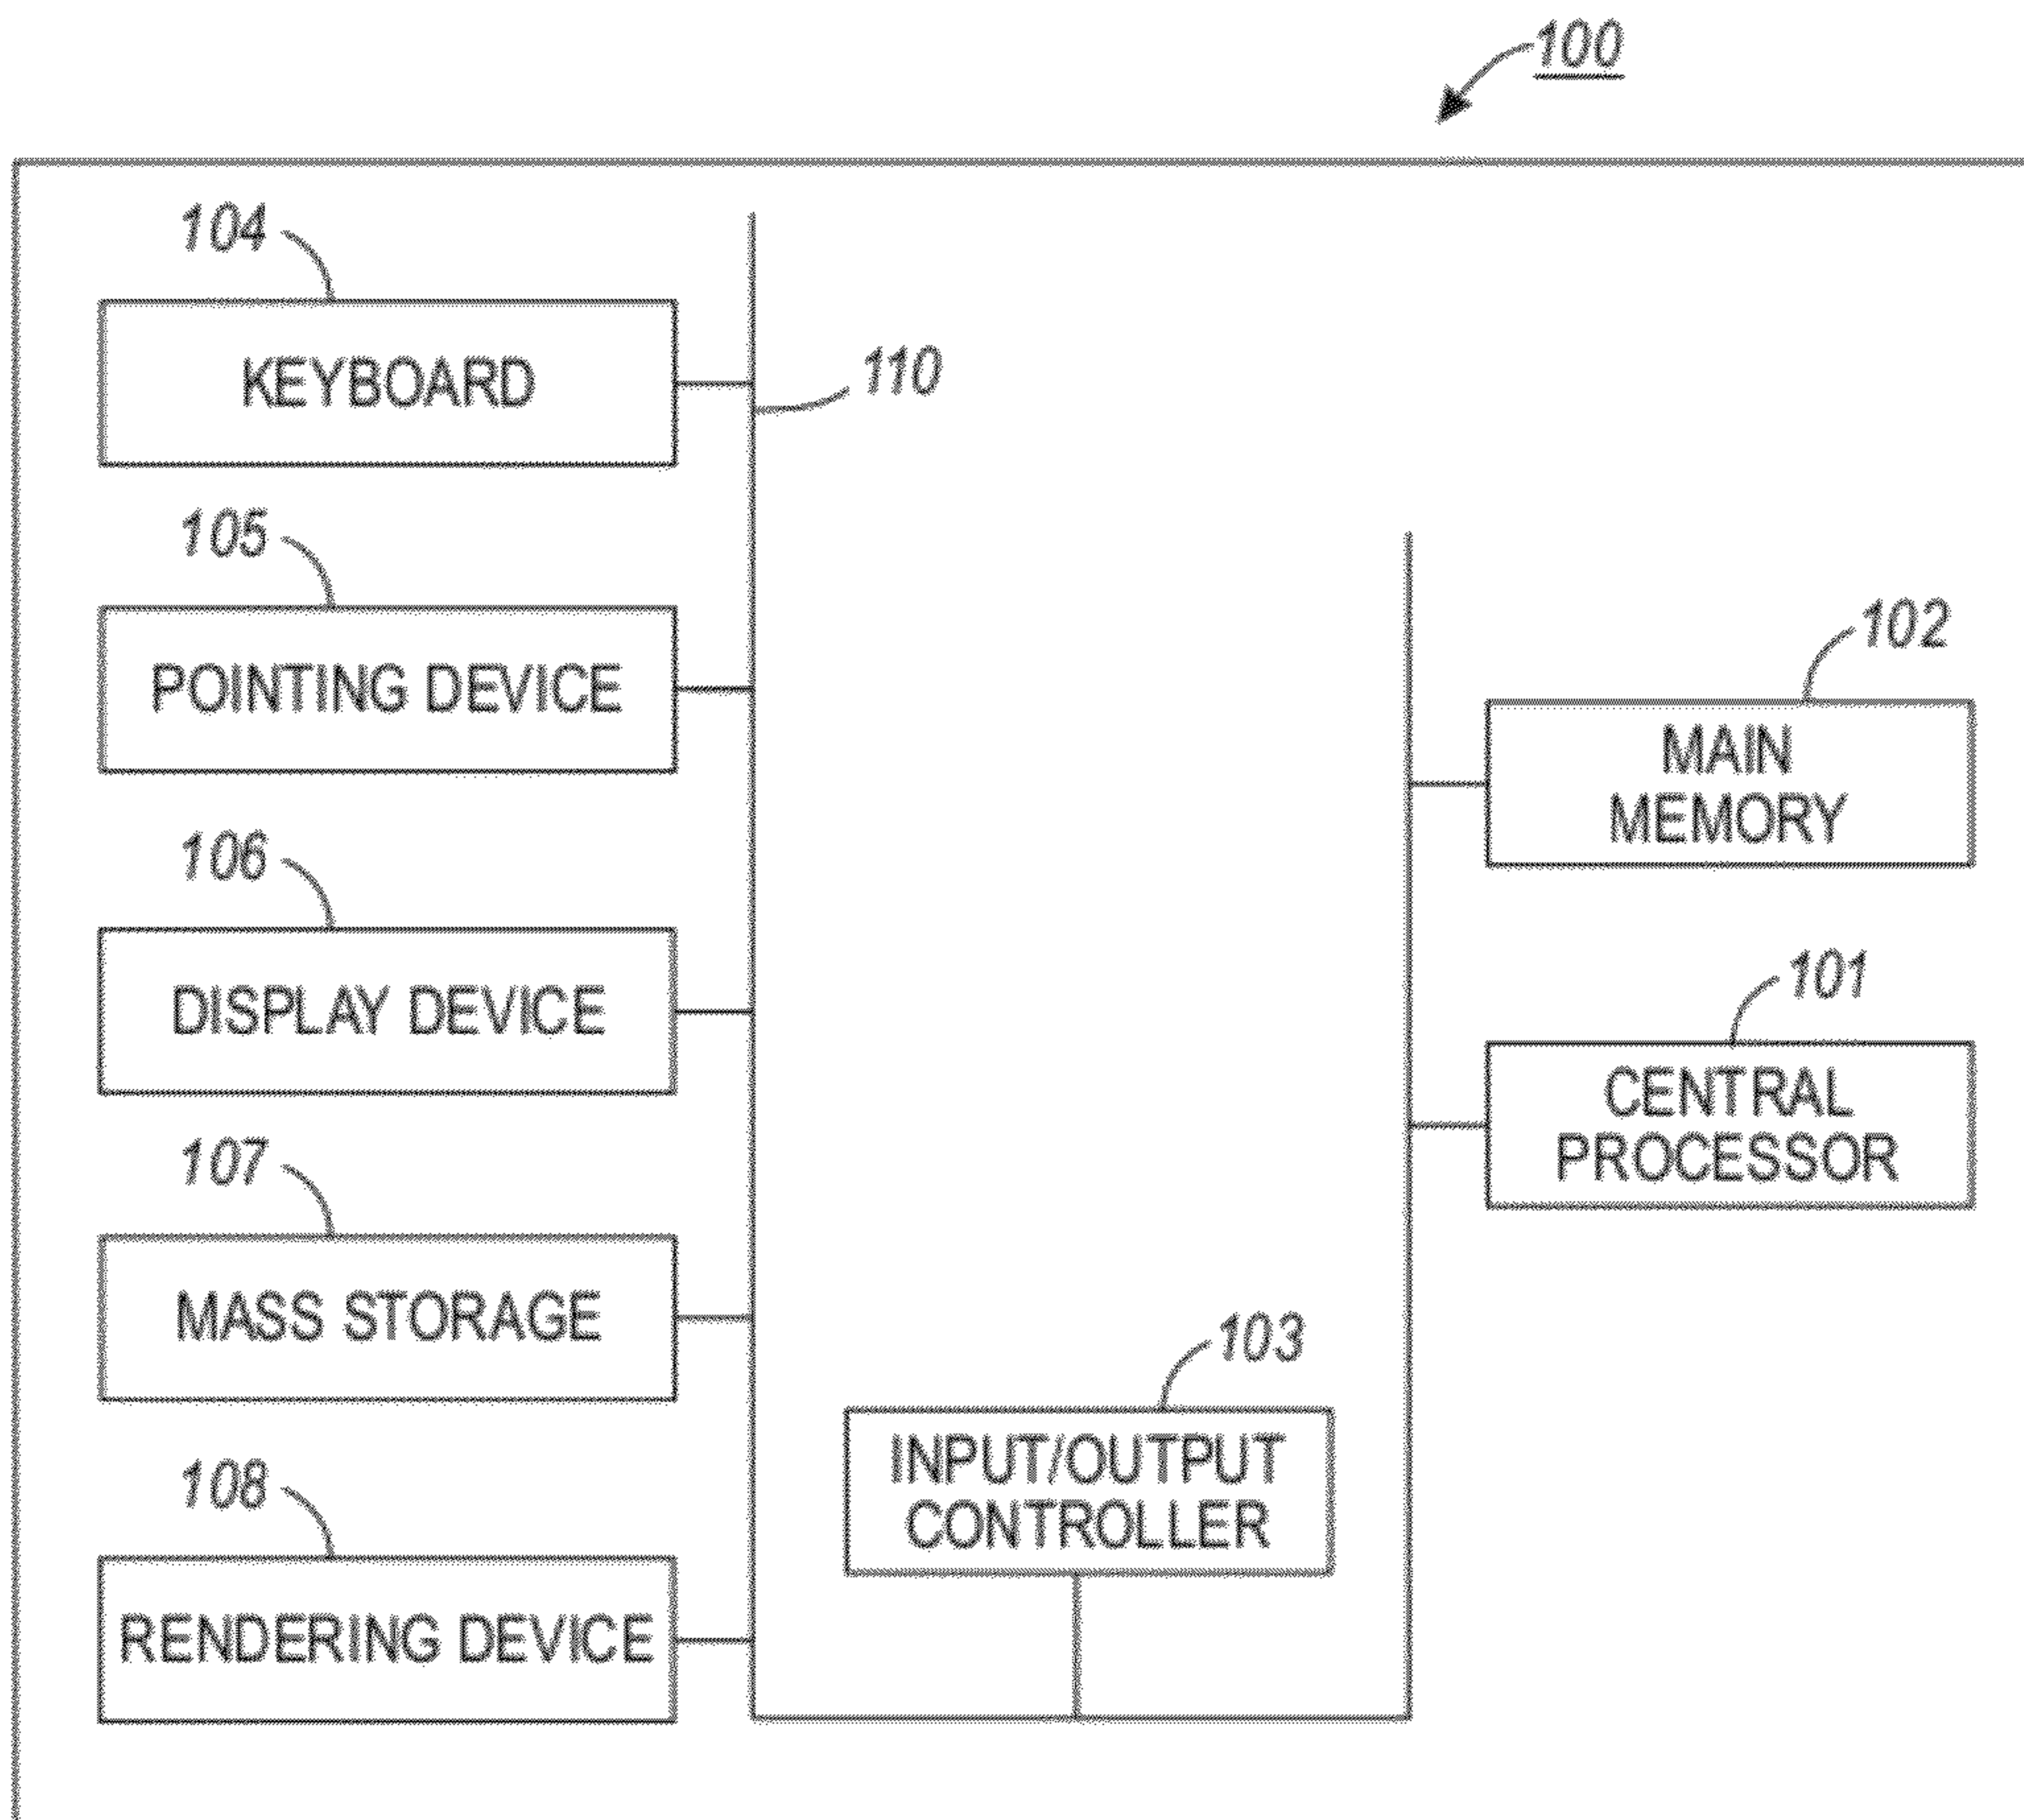 100
104
KEYBOARD
110
105
POINTING DEVICE
102
MAIN
MEMORY
106
DISPLAY DEVICE
101
CENTRAL
PROCESSOR
107
MASS STORAGE
103
INPUT/OUTPUT
CONTROLLER
108
RENDERING DEVICE